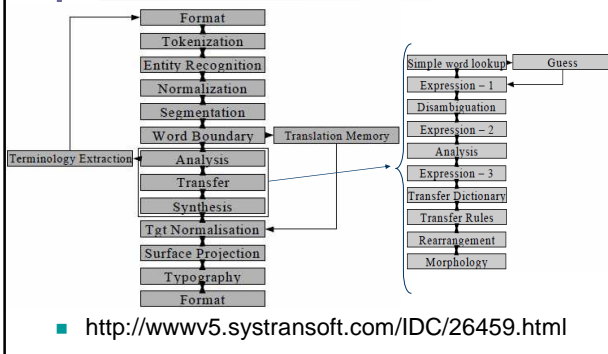 Format
Tokenization
Entity Recognition
Normalization
Segmentation
Word Boundary
Translation Memory
Terminology Extraction
Analysis
Transfer
Synthesis
Tgt Normalisation
Surface Projection
Typography
Format
Simple word lookup
Guess
Expression – 1
Disambiguation
Expression – 2
Analysis
Expression – 3
Transfer Dictionary
Transfer Rules
Rearrangement
Morphology
http://wwwv5.systransoft.com/IDC/26459.html